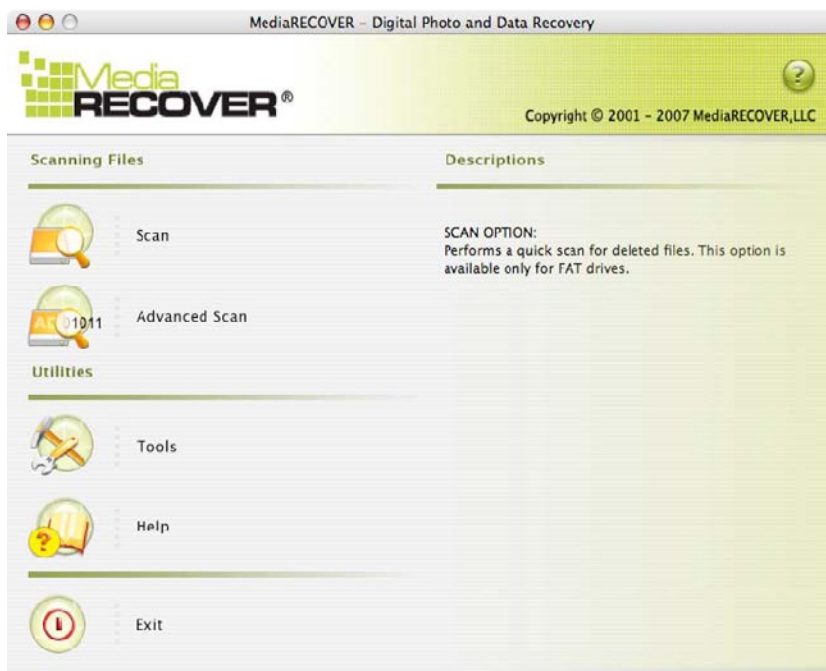 MediaRECOVER – Digital Photo and Data Recovery
Media
RECOVER®
?
Copyright © 2001 - 2007 MediaRECOVER,LLC
Scanning Files
Scan
AD 01011
Advanced Scan
Utilities
Tools
?
Help
Exit
Descriptions
SCAN OPTION:
Performs a quick scan for deleted files. This option is
available only for FAT drives.